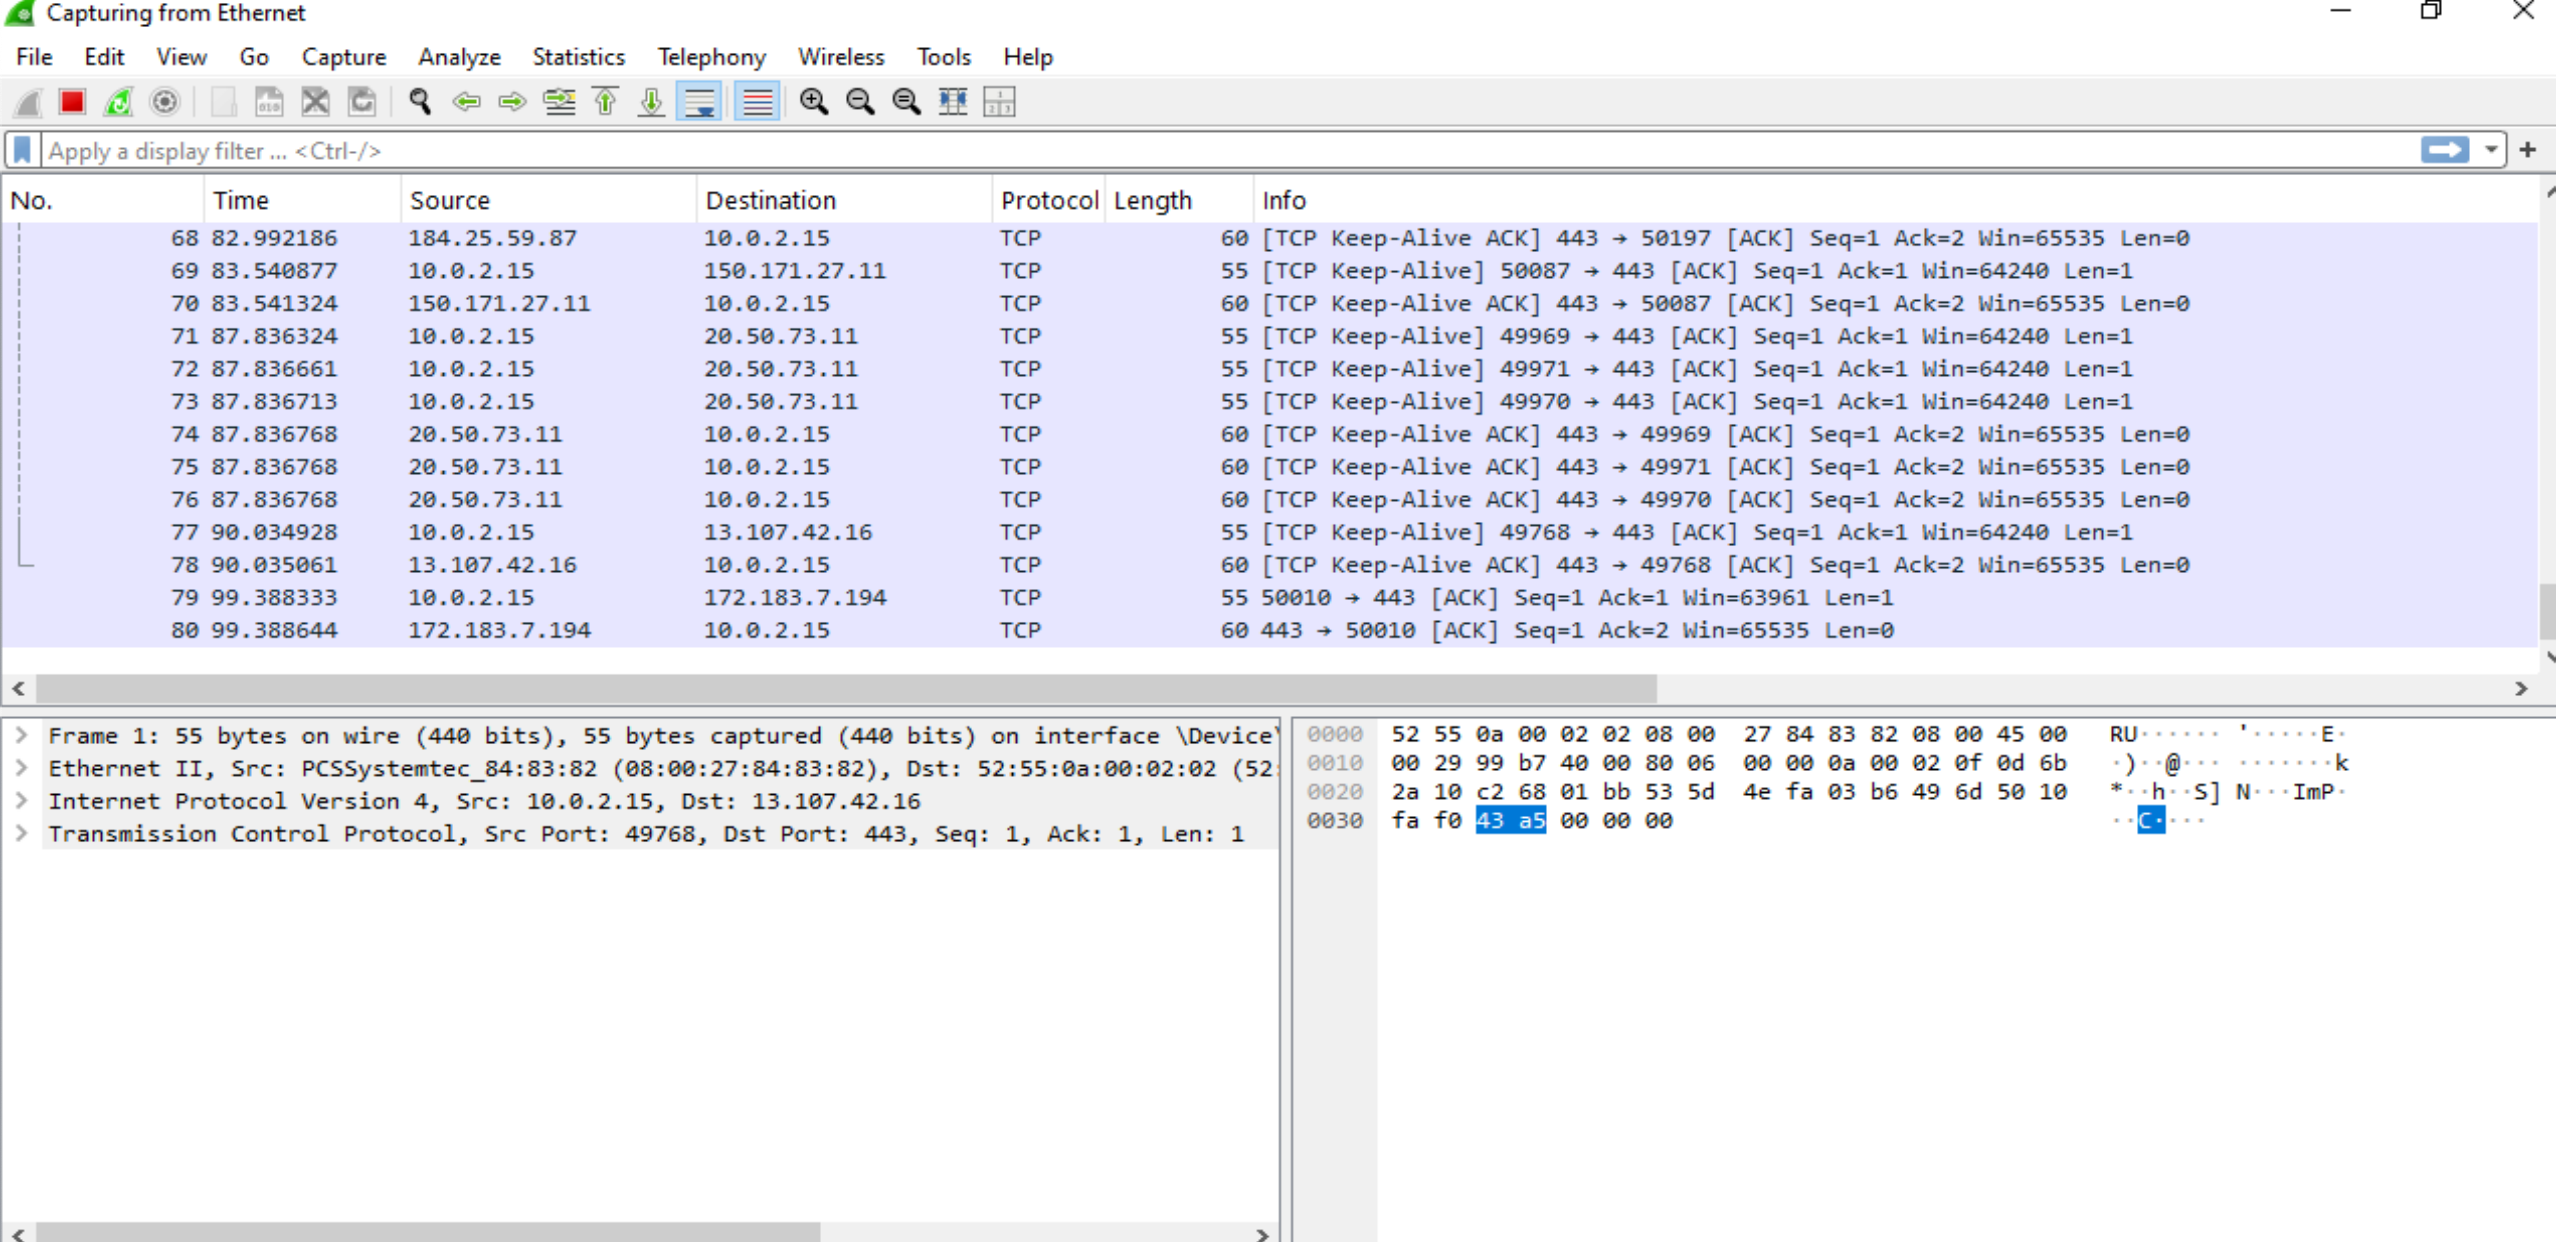 Capturing from Ethernet
File Edit View Go Capture Analyze Statistics Telephony Wireless Tools Help
Apply a display filter ... <Ctrl-/>
No. Time Source Destination Protocol Length Info
68 82.992186 184.25.59.87 10.0.2.15 TCP 60 [TCP Keep-Alive ACK] 443 → 50197 [ACK] Seq=1 Ack=2 Win=65535 Len=0
69 83.540877 10.0.2.15 150.171.27.11 TCP 55 [TCP Keep-Alive] 50087 → 443 [ACK] Seq=1 Ack=1 Win=64240 Len=1
70 83.541324 150.171.27.11 10.0.2.15 TCP 60 [TCP Keep-Alive ACK] 443 → 50087 [ACK] Seq=1 Ack=2 Win=65535 Len=0
71 87.836324 10.0.2.15 20.50.73.11 TCP 55 [TCP Keep-Alive] 49969 → 443 [ACK] Seq=1 Ack=1 Win=64240 Len=1
72 87.836661 10.0.2.15 20.50.73.11 TCP 55 [TCP Keep-Alive] 49971 → 443 [ACK] Seq=1 Ack=1 Win=64240 Len=1
73 87.836713 10.0.2.15 20.50.73.11 TCP 55 [TCP Keep-Alive] 49970 → 443 [ACK] Seq=1 Ack=1 Win=64240 Len=1
74 87.836768 20.50.73.11 10.0.2.15 TCP 60 [TCP Keep-Alive ACK] 443 → 49969 [ACK] Seq=1 Ack=2 Win=65535 Len=0
75 87.836768 20.50.73.11 10.0.2.15 TCP 60 [TCP Keep-Alive ACK] 443 → 49971 [ACK] Seq=1 Ack=2 Win=65535 Len=0
76 87.836768 20.50.73.11 10.0.2.15 TCP 60 [TCP Keep-Alive ACK] 443 → 49970 [ACK] Seq=1 Ack=2 Win=65535 Len=0
77 90.034928 10.0.2.15 13.107.42.16 TCP 55 [TCP Keep-Alive] 49768 → 443 [ACK] Seq=1 Ack=1 Win=64240 Len=1
78 90.035061 13.107.42.16 10.0.2.15 TCP 60 [TCP Keep-Alive ACK] 443 → 49768 [ACK] Seq=1 Ack=2 Win=65535 Len=0
79 99.388333 10.0.2.15 172.183.7.194 TCP 55 50010 → 443 [ACK] Seq=1 Ack=1 Win=63961 Len=1
80 99.388644 172.183.7.194 10.0.2.15 TCP 60 443 → 50010 [ACK] Seq=1 Ack=2 Win=65535 Len=0
Frame 1: 55 bytes on wire (440 bits), 55 bytes captured (440 bits) on interface \Device\
Ethernet II, Src: PCSSystemtec_84:83:82 (08:00:27:84:83:82), Dst: 52:55:0a:00:02:02 (52:
Internet Protocol Version 4, Src: 10.0.2.15, Dst: 13.107.42.16
Transmission Control Protocol, Src Port: 49768, Dst Port: 443, Seq: 1, Ack: 1, Len: 1
0000 52 55 0a 00 02 02 08 00 27 84 83 82 08 00 45 00 RU······ '·····E·
0010 00 29 99 b7 40 00 80 06 00 00 0a 00 02 0f 0d 6b ·)··@··· ·······k
0020 2a 10 c2 68 01 bb 53 5d 4e fa 03 b6 49 6d 50 10 *··h··S] N···ImP·
0030 fa f0 43 a5 00 00 00 ··C····